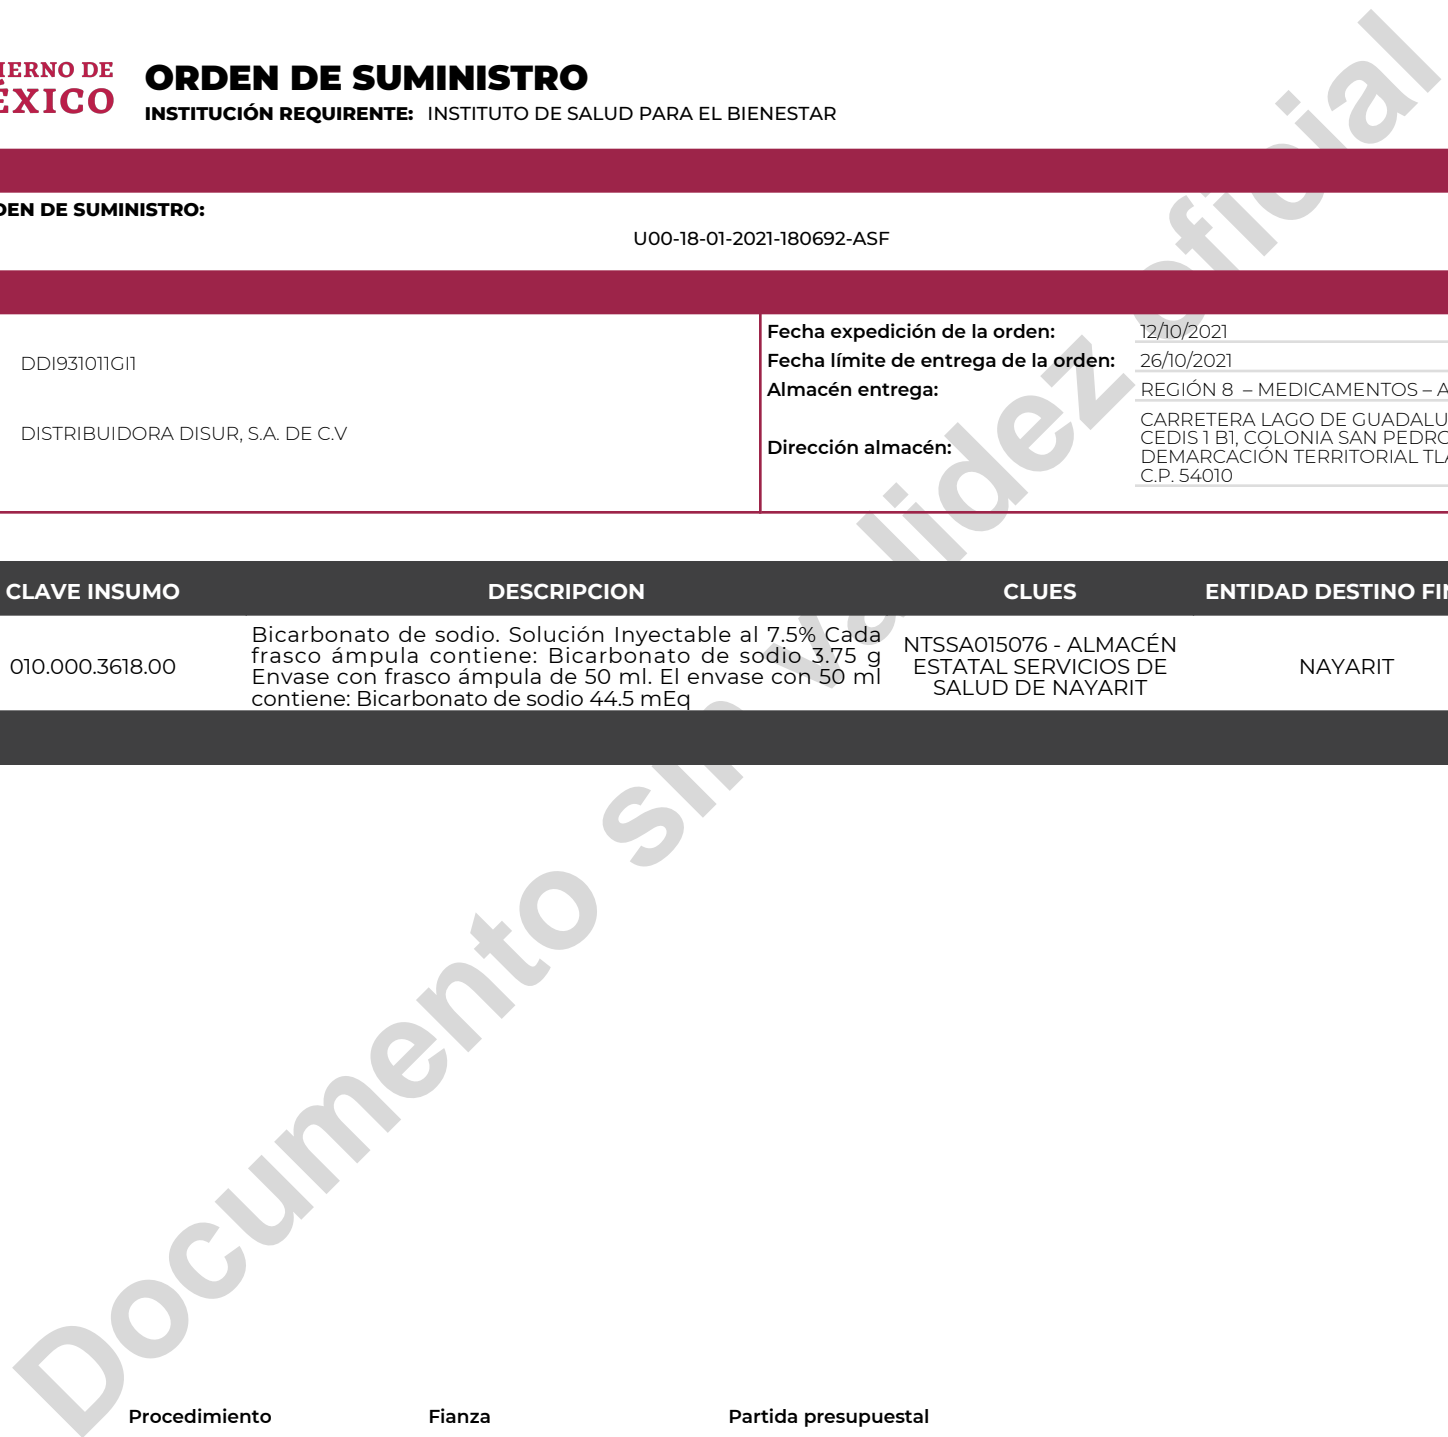 IERNO DE
ÉXICO
ORDEN DE SUMINISTRO
INSTITUCIÓN REQUIRENTE: INSTITUTO DE SALUD PARA EL BIENESTAR
DEN DE SUMINISTRO:
U00-18-01-2021-180692-ASF
DDI931011GI1
DISTRIBUIDORA DISUR, S.A. DE C.V
Fecha expedición de la orden: 12/10/2021
Fecha límite de entrega de la orden: 26/10/2021
Almacén entrega: REGIÓN 8 – MEDICAMENTOS – A
Dirección almacén:
CARRETERA LAGO DE GUADALU
CEDIS 1 B1, COLONIA SAN PEDRO
DEMARCACIÓN TERRITORIAL TLA
C.P. 54010
CLAVE INSUMO DESCRIPCION CLUES ENTIDAD DESTINO FIN
010.000.3618.00
Bicarbonato de sodio. Solución Inyectable al 7.5% Cada
frasco ámpula contiene: Bicarbonato de sodio 3.75 g
Envase con frasco ámpula de 50 ml. El envase con 50 ml
contiene: Bicarbonato de sodio 44.5 mEq
NTSSA015076 - ALMACÉN
ESTATAL SERVICIOS DE
SALUD DE NAYARIT
NAYARIT
Documento sin validez oficial
Procedimiento Fianza Partida presupuestal